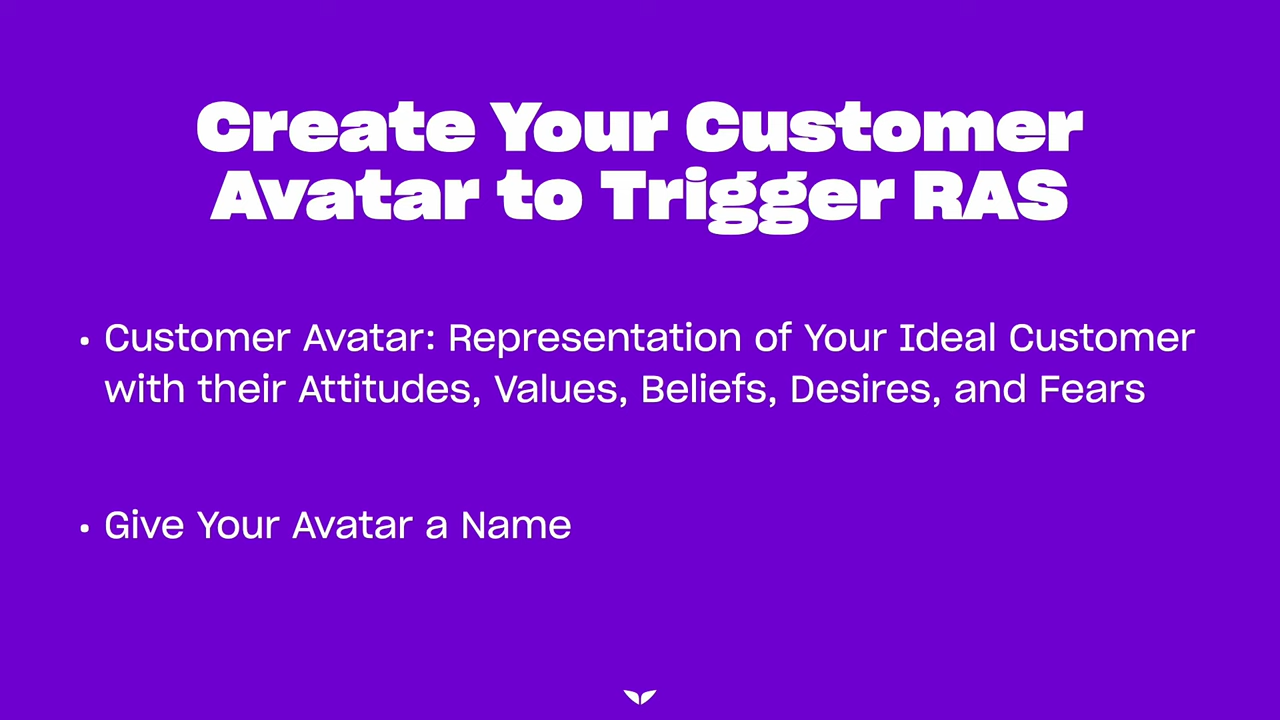 Create Your Customer
Avatar to Trigger RAS
• Customer Avatar: Representation of Your Ideal Customer
with their Attitudes, Values, Beliefs, Desires, and Fears
• Give Your Avatar a Name